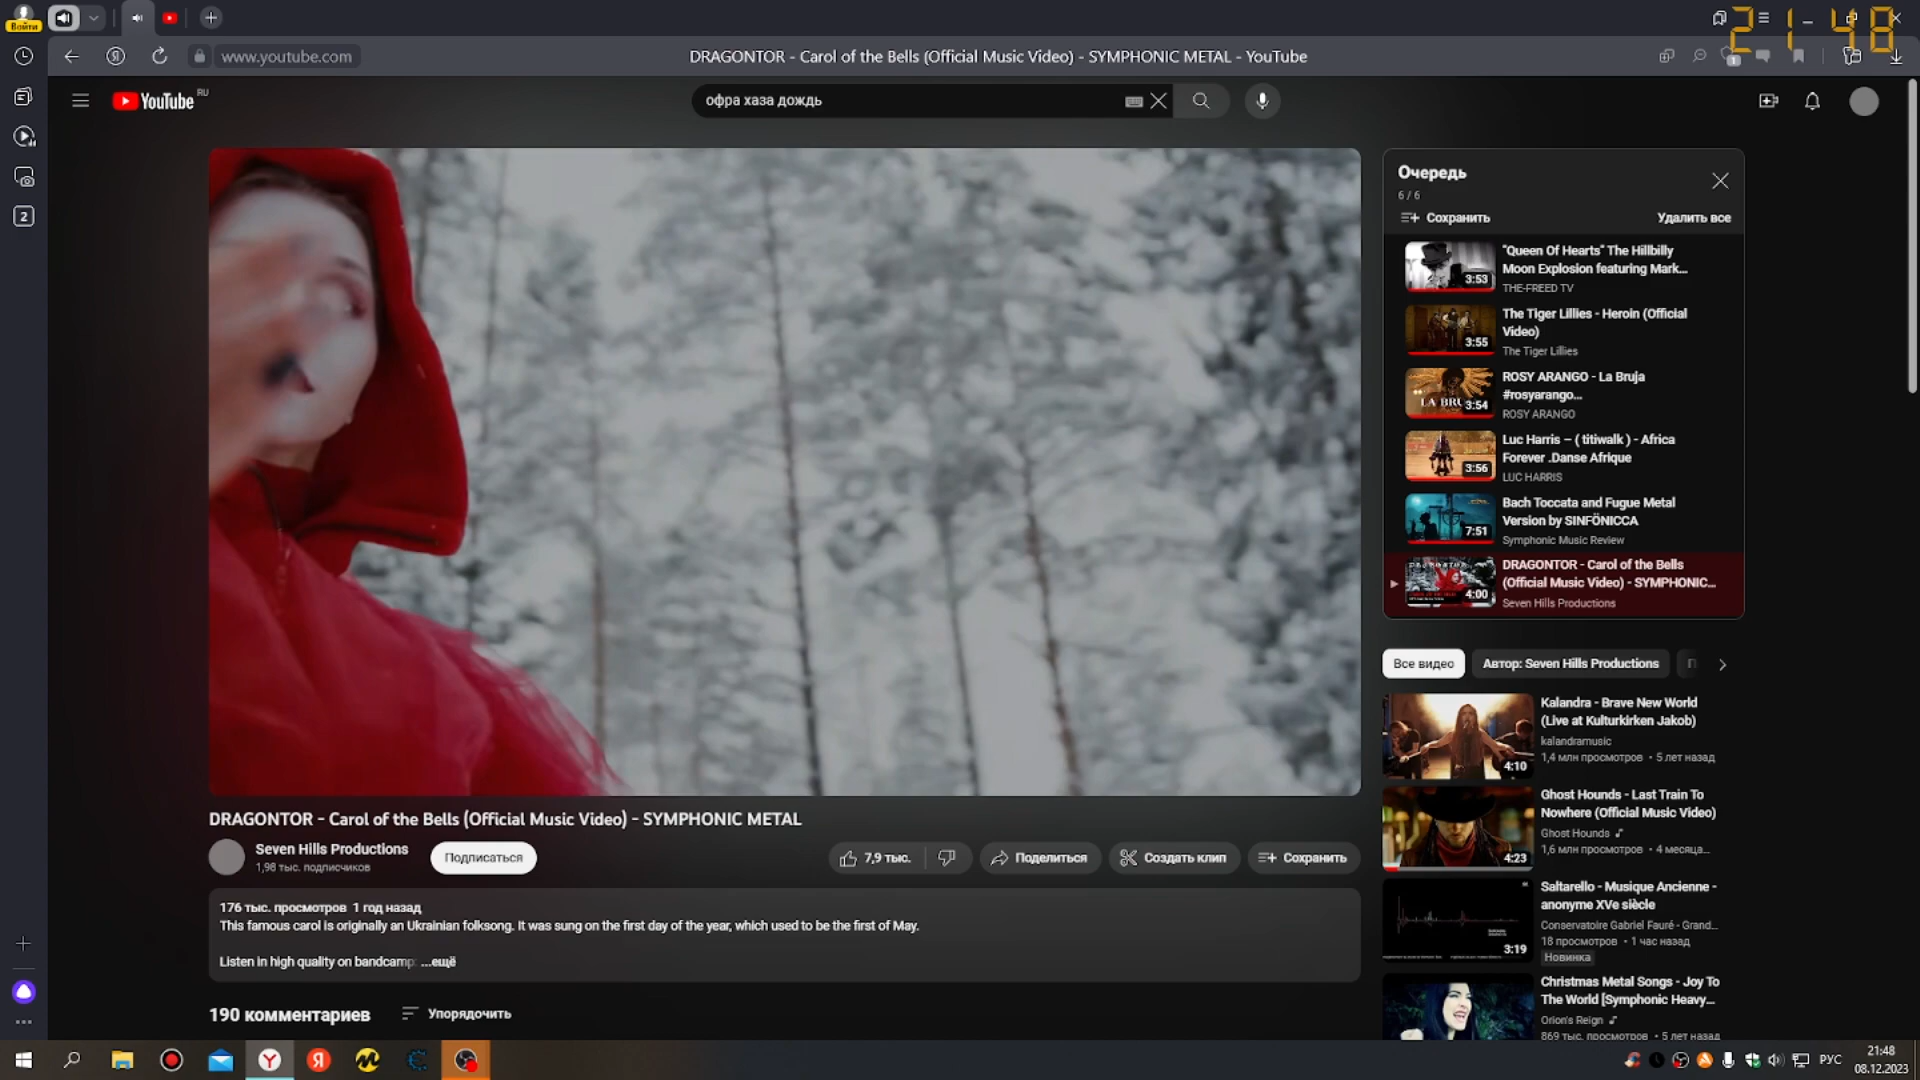 Войти
21:48
www.youtube.com
DRAGONTOR - Carol of the Bells (Official Music Video) - SYMPHONIC METAL - YouTube
1
2
YouTube RU
офра хаза дождь
Очередь
6 / 6
Сохранить
Удалить все
"Queen Of Hearts" The Hillbilly
Moon Explosion featuring Mark...
THE-FREED TV
3:53
The Tiger Lillies - Heroin (Official
Video)
The Tiger Lillies
3:55
ROSY ARANGO - La Bruja
#rosyarango...
ROSY ARANGO
3:54
Luc Harris – ( titiwalk ) - Africa
Forever .Danse Afrique
LUC HARRIS
3:56
Bach Toccata and Fugue Metal
Version by SINFÖNICCA
Symphonic Music Review
7:51
DRAGONTOR - Carol of the Bells
(Official Music Video) - SYMPHONIC...
Seven Hills Productions
4:00
Все видео
Автор: Seven Hills Productions
Kalandra - Brave New World
(Live at Kulturkirken Jakob)
kalandramusic
1,4 млн просмотров • 5 лет назад
4:10
Ghost Hounds - Last Train To
Nowhere (Official Music Video)
Ghost Hounds
1,6 млн просмотров • 4 месяца...
4:23
Saltarello - Musique Ancienne -
anonyme XVe siècle
Conservatoire Gabriel Fauré - Grand...
18 просмотров • 1 час назад
Новинка
3:19
Christmas Metal Songs - Joy To
The World [Symphonic Heavy...
Orion's Reign
869 тыс. просмотров • 5 лет назад
DRAGONTOR - Carol of the Bells (Official Music Video) - SYMPHONIC METAL
Seven Hills Productions
1,98 тыс. подписчиков
Подписаться
7,9 тыс.
Поделиться
Создать клип
Сохранить
176 тыс. просмотров 1 год назад
This famous carol is originally an Ukrainian folksong. It was sung on the first day of the year, which used to be the first of May.
Listen in high quality on bandcamp ...ещё
190 комментариев
Упорядочить
РУС
21:48
08.12.2023